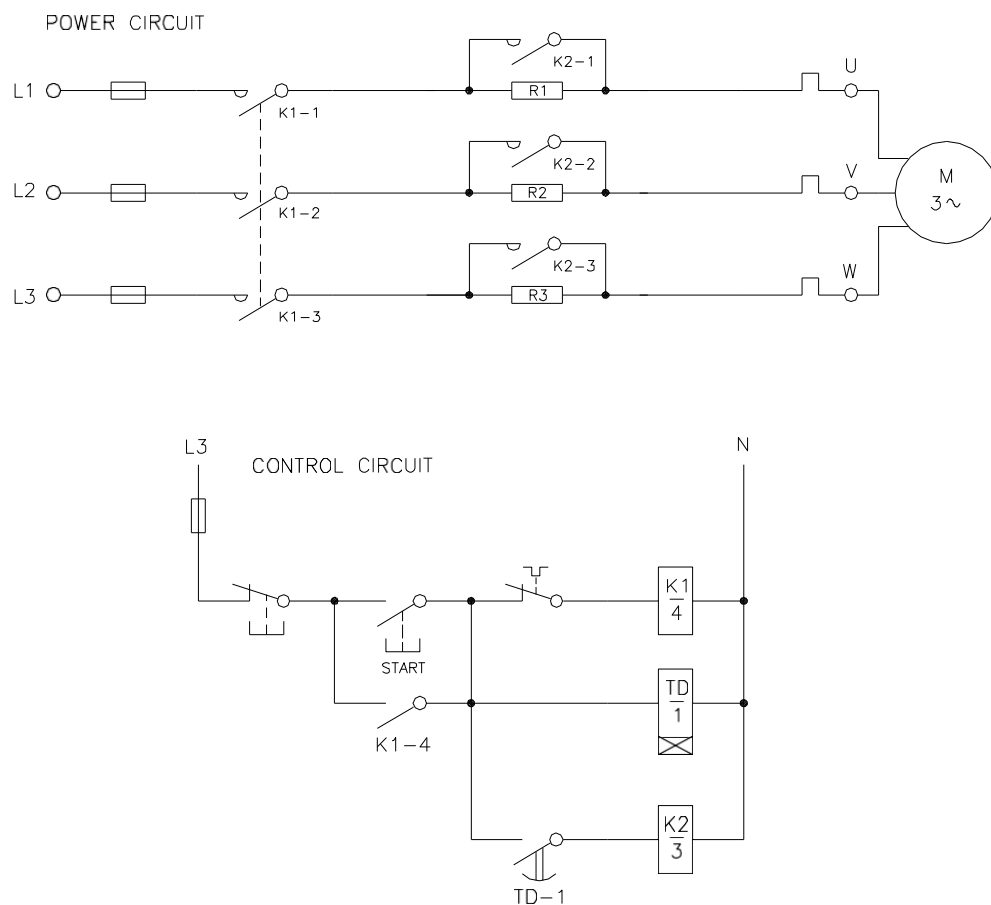 POWER CIRCUIT
K2-1
L1
R1
U
K1-1
K2-2
L2
R2
V
M
3~
K1-2
K2-3
L3
R3
W
K1-3
L3
N
CONTROL CIRCUIT
K1
4
START
TD
1
K1-4
K2
3
TD-1